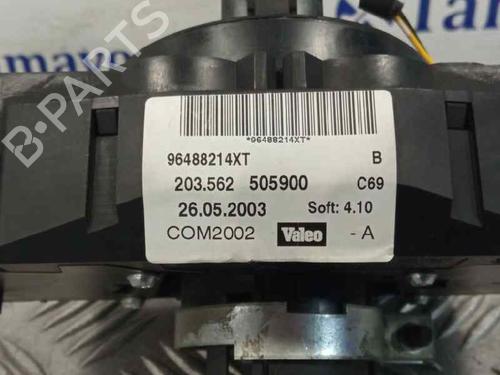 B-PARTS
*96488214XT*
96488214XT B
203.562 505900 C69
26.05.2003 Soft: 4.10
COM2002 Valeo - A